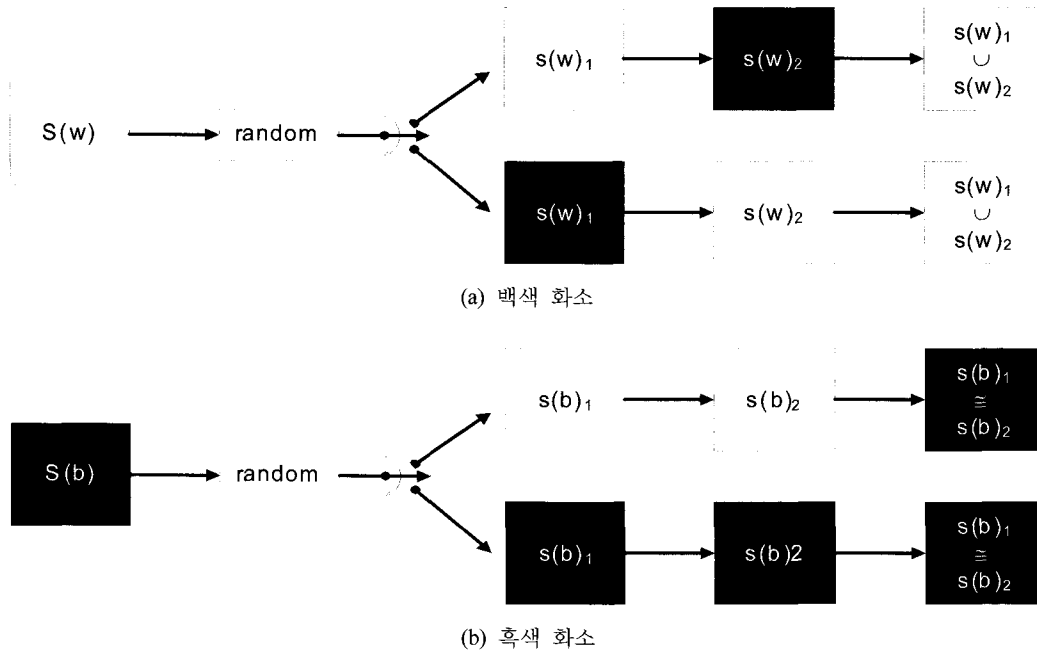 S(w)
random
s(w)₁
s(w)₂
s(w)₁
∪
s(w)₂
s(w)₁
s(w)₂
s(w)₁
∪
s(w)₂
(a) 백색 화소
S(b)
random
s(b)₁
s(b)₂
s(b)₁
≅
s(b)₂
s(b)₁
s(b)2
s(b)₁
≅
s(b)₂
(b) 흑색 화소